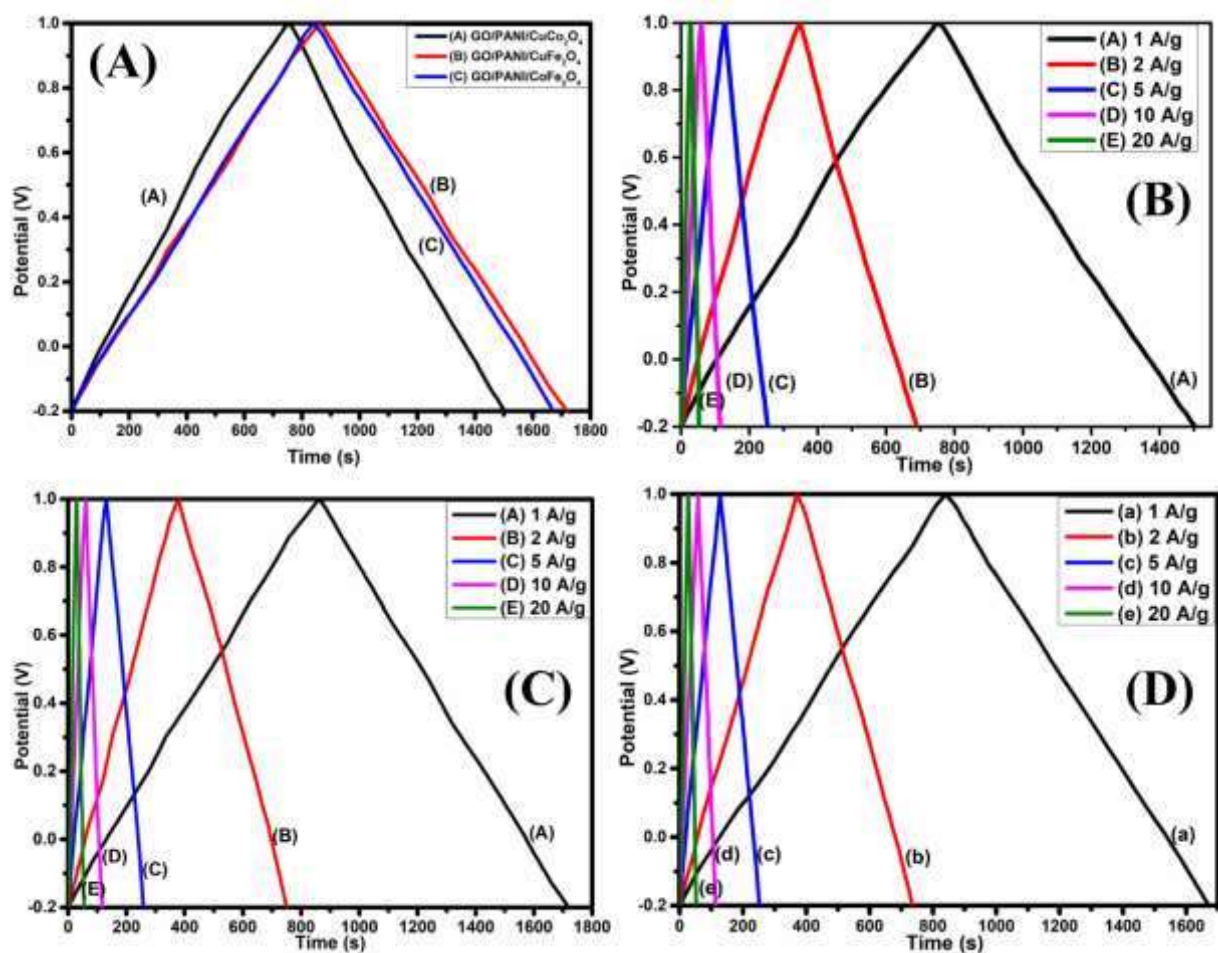 (A)
(A) GO/PANI/CuCo₂O₄
(B) GO/PANI/CuFe₂O₄
(C) GO/PANI/CoFe₂O₄
(A)
(B)
(C)
Potential (V)
1.0
0.8
0.6
0.4
0.2
0.0
-0.2
0 200 400 600 800 1000 1200 1400 1600 1800
Time (s)
(B)
(A) 1 A/g
(B) 2 A/g
(C) 5 A/g
(D) 10 A/g
(E) 20 A/g
(E)
(D)
(C)
(B)
(A)
Potential (V)
1.0
0.8
0.6
0.4
0.2
0.0
-0.2
0 200 400 600 800 1000 1200 1400
Time (s)
(C)
(A) 1 A/g
(B) 2 A/g
(C) 5 A/g
(D) 10 A/g
(E) 20 A/g
E)
(D)
(C)
(B)
(A)
Potential (V)
1.0
0.8
0.6
0.4
0.2
0.0
-0.2
0 200 400 600 800 1000 1200 1400 1600 1800
Time (s)
(D)
(a) 1 A/g
(b) 2 A/g
(c) 5 A/g
(d) 10 A/g
(e) 20 A/g
(e)
(d)
(c)
(b)
(a)
Potential (V)
1.0
0.8
0.6
0.4
0.2
0.0
-0.2
0 200 400 600 800 1000 1200 1400 1600
Time (s)